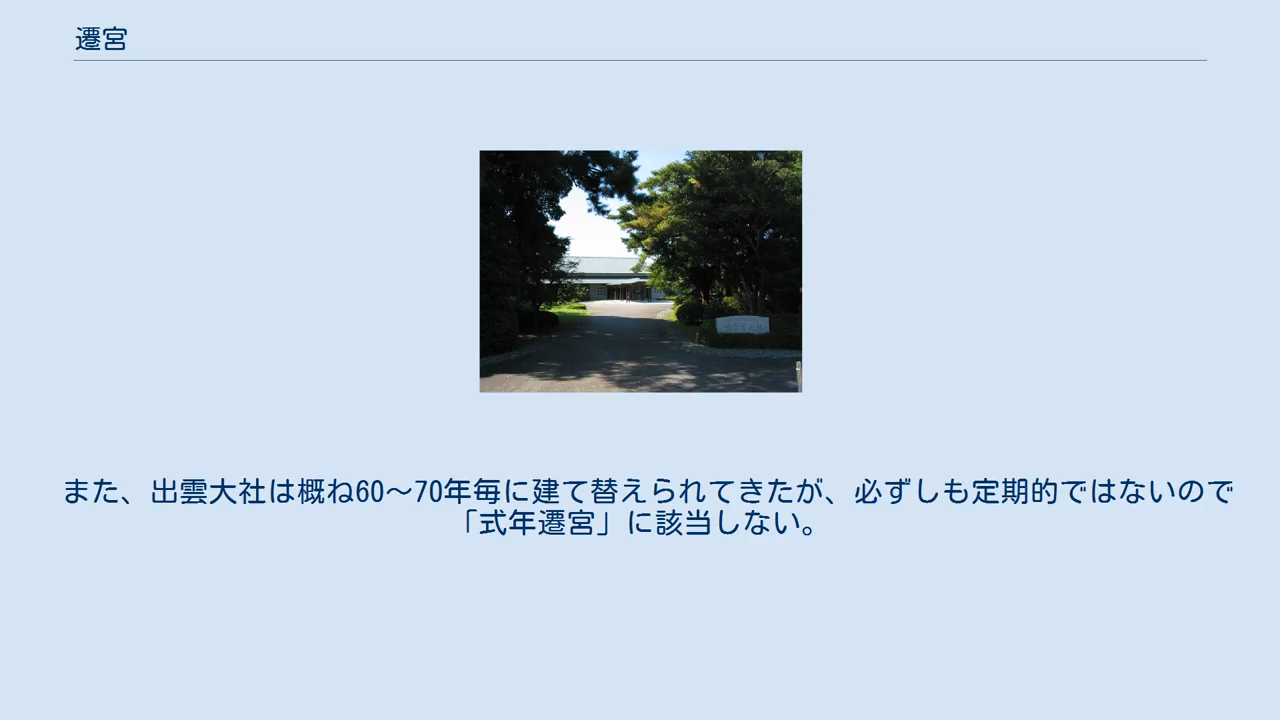 遷宮
また、出雲大社は概ね60〜70年毎に建て替えられてきたが、必ずしも定期的ではないので
「式年遷宮」に該当しない。